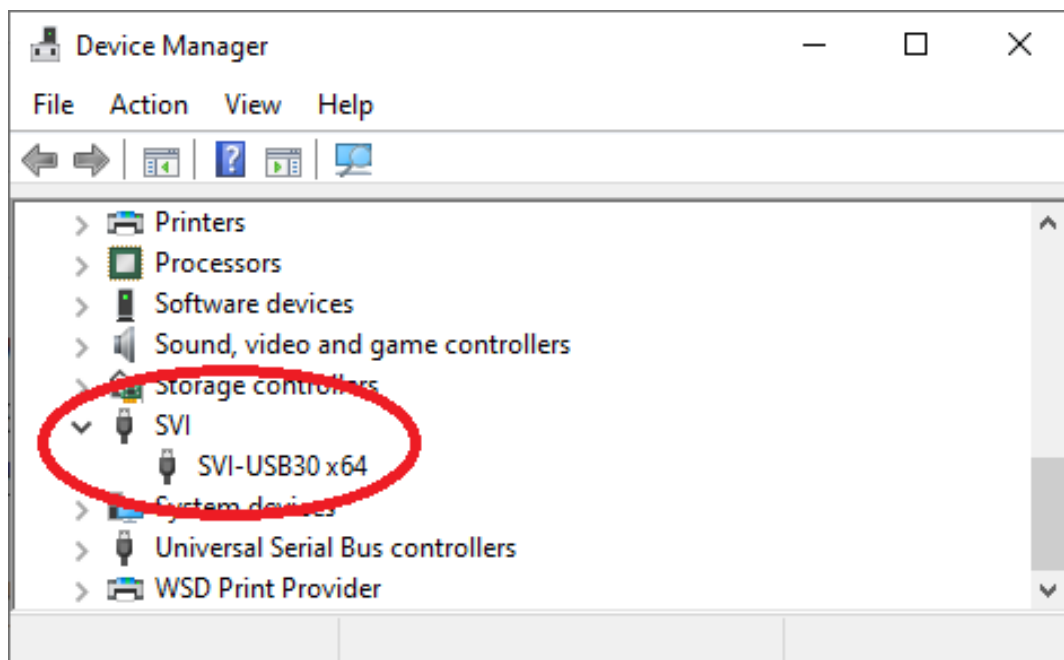 Device Manager
File Action View Help
Printers
Processors
Software devices
Sound, video and game controllers
Storage controllers
SVI
SVI-USB30 x64
System devices
Universal Serial Bus controllers
WSD Print Provider